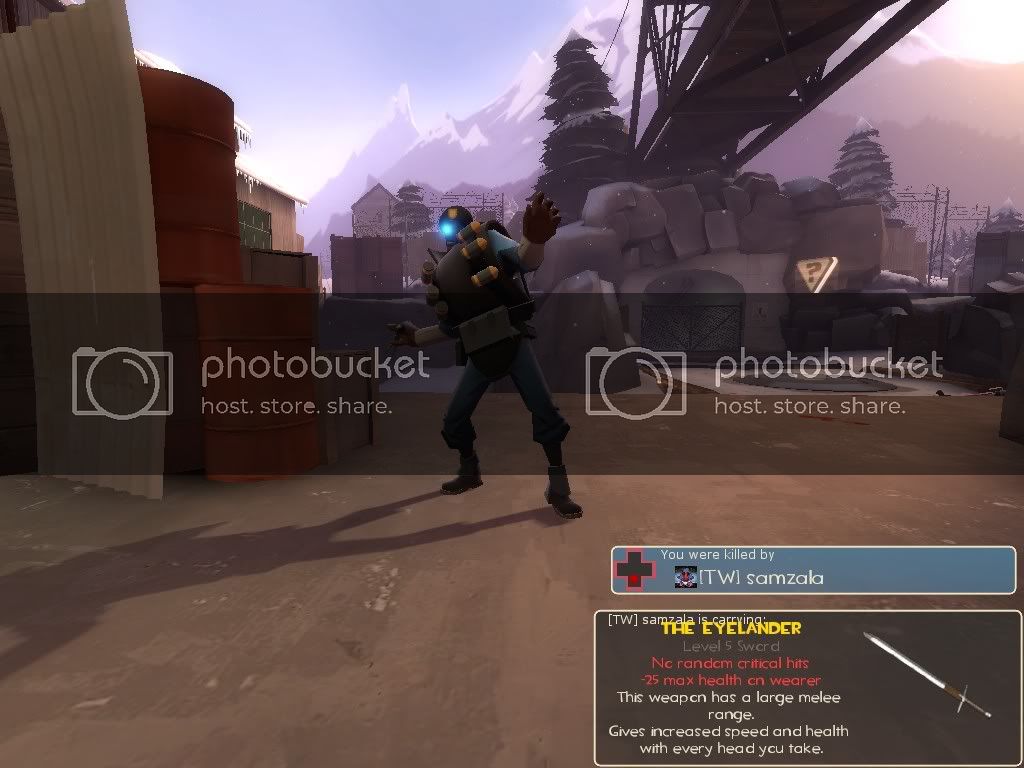 ?
photobucket
host. store. share.
photobucket
host. store. share.
You were killed by
[TW] samzala
[TW] samzala is carrying:
THE EYELANDER
Level 5 Sword
No random critical hits
-25 max health on wearer
This weapon has a large melee
range.
Gives increased speed and health
with every head you take.